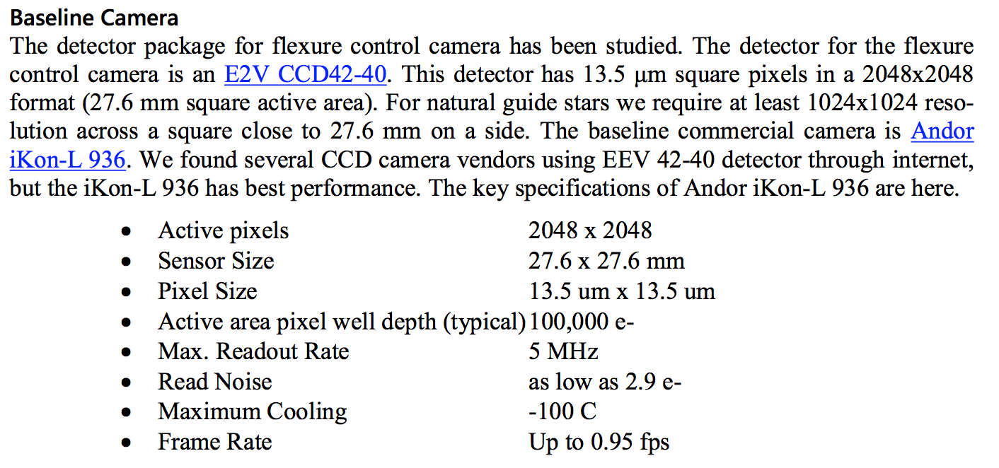 Baseline Camera
The detector package for flexure control camera has been studied. The detector for the flexure
control camera is an E2V CCD42-40. This detector has 13.5 μm square pixels in a 2048x2048
format (27.6 mm square active area). For natural guide stars we require at least 1024x1024 reso-
lution across a square close to 27.6 mm on a side. The baseline commercial camera is Andor
iKon-L 936. We found several CCD camera vendors using EEV 42-40 detector through internet,
but the iKon-L 936 has best performance. The key specifications of Andor iKon-L 936 are here.
• Active pixels 2048 x 2048
• Sensor Size 27.6 x 27.6 mm
• Pixel Size 13.5 um x 13.5 um
• Active area pixel well depth (typical) 100,000 e-
• Max. Readout Rate 5 MHz
• Read Noise as low as 2.9 e-
• Maximum Cooling -100 C
• Frame Rate Up to 0.95 fps